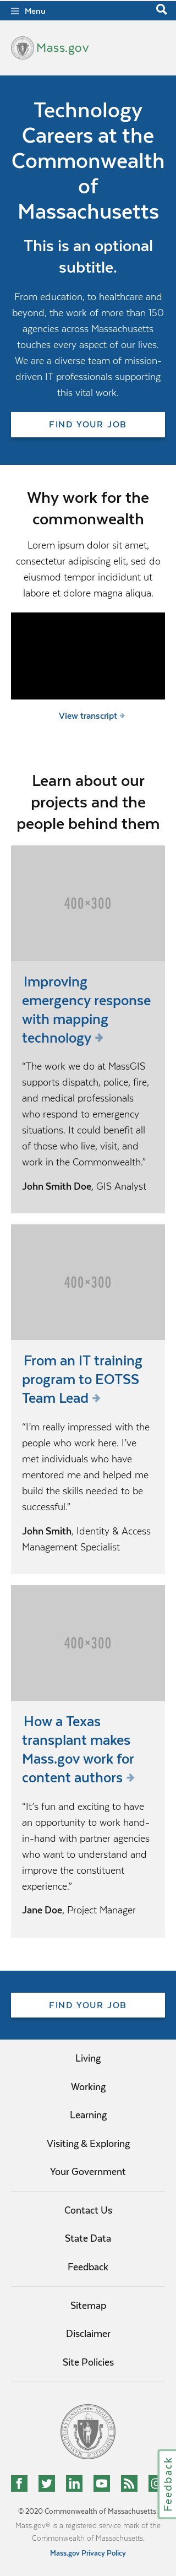 Menu
Mass.gov
Technology
Careers at the
Commonwealth
of
Massachusetts
This is an optional
subtitle.
From education, to healthcare and
beyond, the work of more than 150
agencies across Massachusetts
touches every aspect of our lives.
We are a diverse team of mission-
driven IT professionals supporting
this vital work.
FIND YOUR JOB
Why work for the
commonwealth
Lorem ipsum dolor sit amet,
consectetur adipiscing elit, sed do
eiusmod tempor incididunt ut
labore et dolore magna aliqua.
View transcript
Learn about our
projects and the
people behind them
400×300
Improving
emergency response
with mapping
technology
“The work we do at MassGIS
supports dispatch, police, fire,
and medical professionals
who respond to emergency
situations. It could benefit all
of those who live, visit, and
work in the Commonwealth.”
John Smith Doe, GIS Analyst
400×300
From an IT training
program to EOTSS
Team Lead
“I’m really impressed with the
people who work here. I’ve
met individuals who have
mentored me and helped me
build the skills needed to be
successful.”
John Smith, Identity & Access
Management Specialist
400×300
How a Texas
transplant makes
Mass.gov work for
content authors
“It’s fun and exciting to have
an opportunity to work hand-
in-hand with partner agencies
who want to understand and
improve the constituent
experience.”
Jane Doe, Project Manager
FIND YOUR JOB
Living
Working
Learning
Visiting & Exploring
Your Government
Contact Us
State Data
Feedback
Sitemap
Disclaimer
Site Policies
Feedback
© 2020 Commonwealth of Massachusetts.
Mass.gov® is a registered service mark of the
Commonwealth of Massachusetts.
Mass.gov Privacy Policy